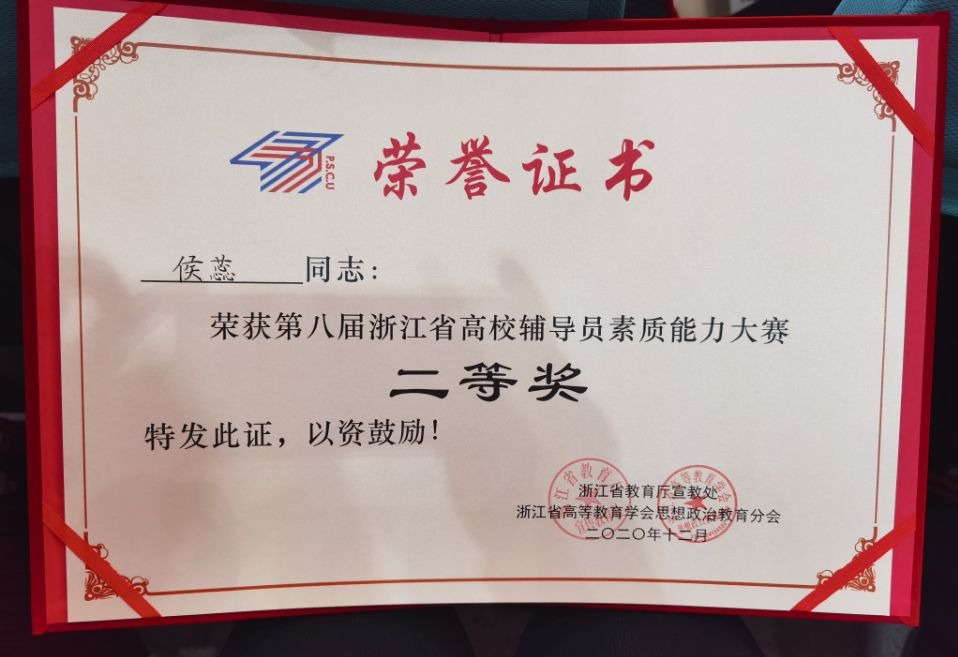 P.S.C.U
荣誉证书
侯蕊 同志：
荣获第八届浙江省高校辅导员素质能力大赛
二等奖
特发此证，以资鼓励！
浙江省教育厅宣教处
浙江省高等教育学会思想政治教育分会
二〇二〇年十二月